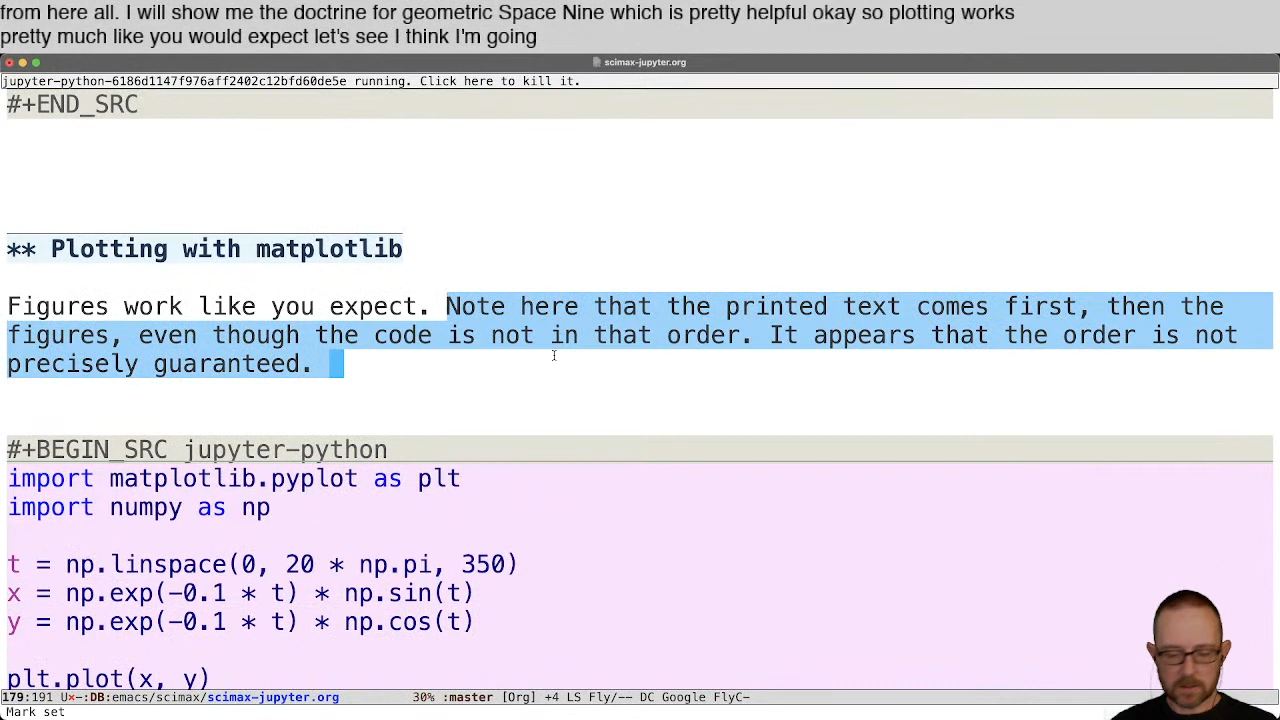 from here all. I will show me the doctrine for geometric Space Nine which is pretty helpful okay so plotting works
pretty much like you would expect let's see I think I'm going
scimax-jupyter.org
jupyter-python-6186d1147f976aff2402c12bfd60de5e running. Click here to kill it.
#+END_SRC
** Plotting with matplotlib
Figures work like you expect. Note here that the printed text comes first, then the
figures, even though the code is not in that order. It appears that the order is not
precisely guaranteed.
#+BEGIN_SRC jupyter-python
import matplotlib.pyplot as plt
import numpy as np
t = np.linspace(0, 20 * np.pi, 350)
x = np.exp(-0.1 * t) * np.sin(t)
y = np.exp(-0.1 * t) * np.cos(t)
plt.plot(x, y)
179:191 U×-:DB:emacs/scimax/scimax-jupyter.org 30% :master [Org] +4 LS Fly/-- DC Google FlyC-
Mark set